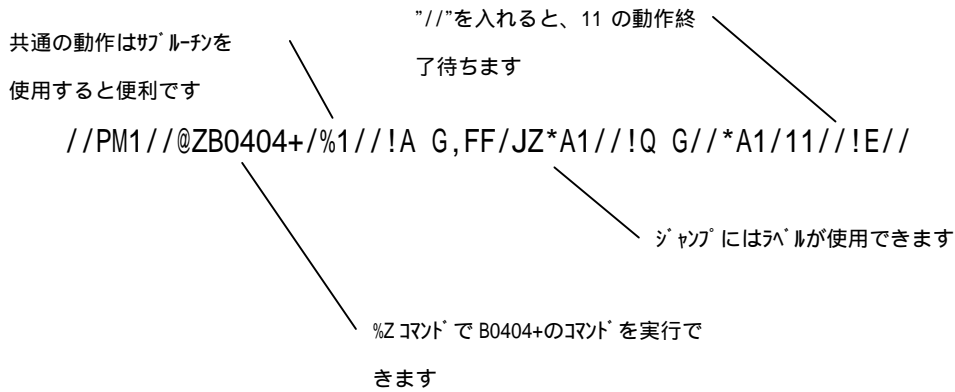 共通の動作はｻﾌﾞﾙｰﾁﾝを
使用すると便利です
"//"を入れると、11 の動作終
了待ちます
//PM1//@ZB0404+/%1//!A G,FF/JZ*A1//!Q G//*A1/11//!E//
ｼﾞｬﾝﾌﾟにはﾗﾍﾞﾙが使用できます
%Z ｺﾏﾝﾄﾞで B0404+のｺﾏﾝﾄﾞを実行で
きます